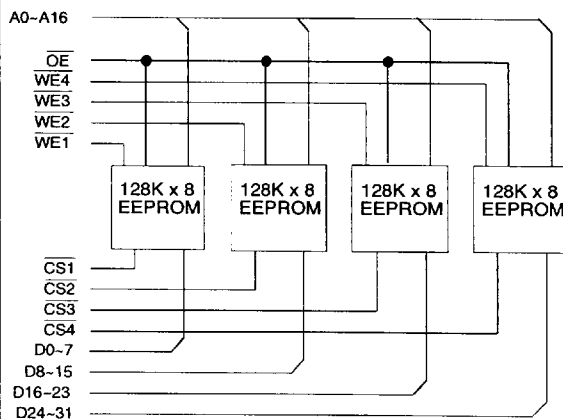 A0~A16
OE
WE4
WE3
WE2
WE1
128K x 8
EEPROM
128K x 8
EEPROM
128K x 8
EEPROM
128K x 8
EEPROM
CS1
CS2
CS3
CS4
D0~7
D8~15
D16~23
D24~31